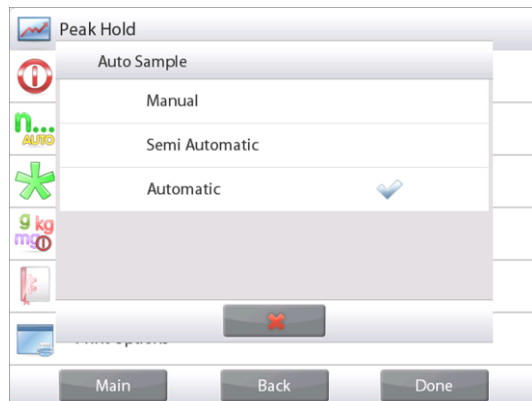 Peak Hold
Auto Sample
Manual
Semi Automatic
Automatic
n...
AUTO
g kg
mg
Main
Back
Done